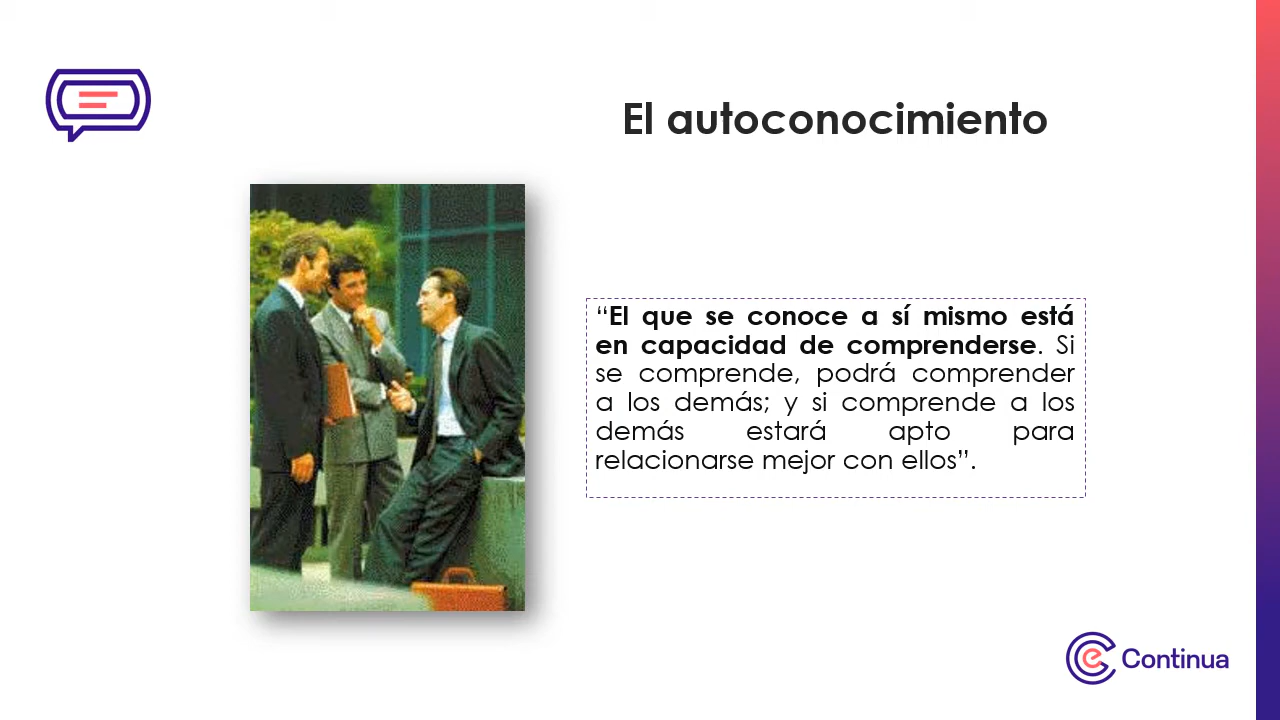 El autoconocimiento
“El que se conoce a sí mismo está
en capacidad de comprenderse. Si
se comprende, podrá comprender
a los demás; y si comprende a los
demás estará apto para
relacionarse mejor con ellos”.
e Continua